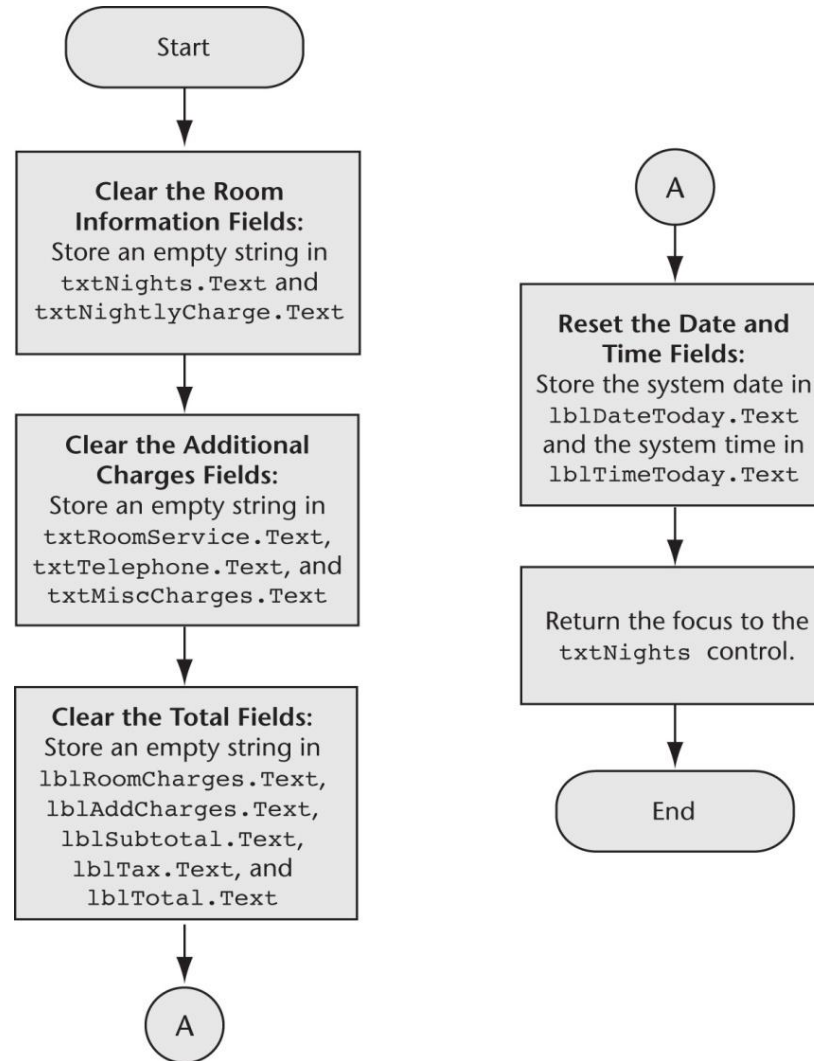 Start
Clear the Room
Information Fields:
Store an empty string in
txtNights.Text and
txtNightlyCharge.Text
Clear the Additional
Charges Fields:
Store an empty string in
txtRoomService.Text,
txtTelephone.Text, and
txtMiscCharges.Text
Clear the Total Fields:
Store an empty string in
lblRoomCharges.Text,
lblAddCharges.Text,
lblSubtotal.Text,
lblTax.Text, and
lblTotal.Text
A
A
Reset the Date and
Time Fields:
Store the system date in
lblDateToday.Text
and the system time in
lblTimeToday.Text
Return the focus to the
txtNights control.
End